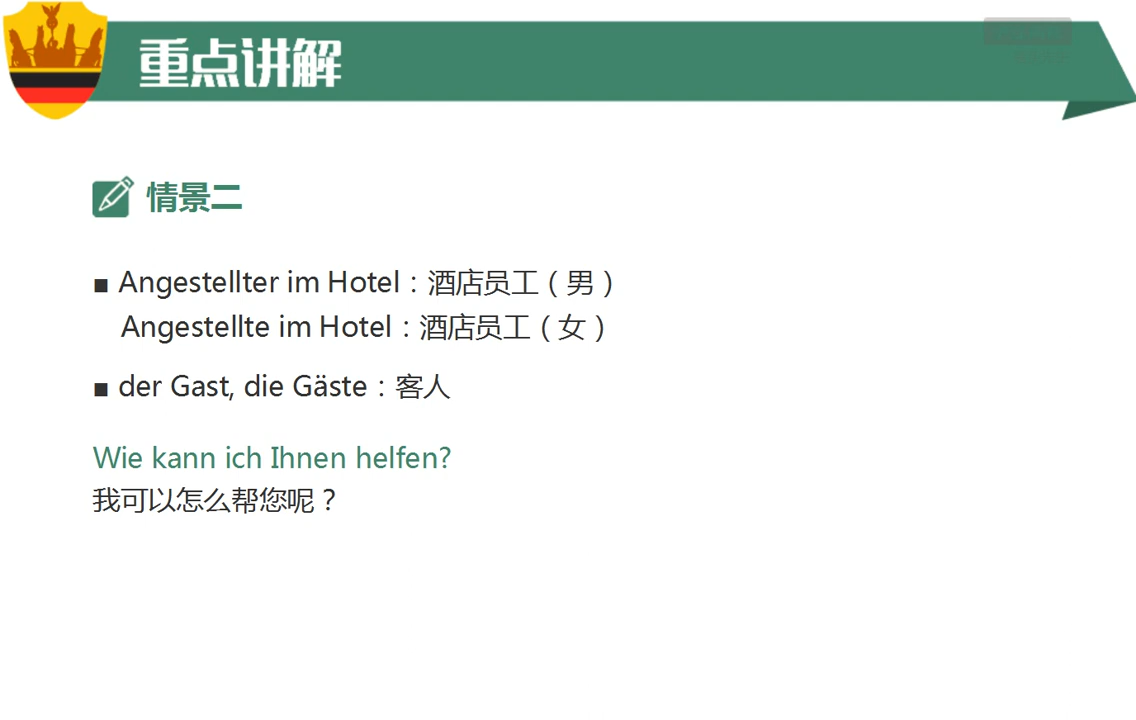 重点讲解
情景二
■ Angestellter im Hotel：酒店员工（男）
Angestellte im Hotel：酒店员工（女）
■ der Gast, die Gäste：客人
Wie kann ich Ihnen helfen?
我可以怎么帮您呢？